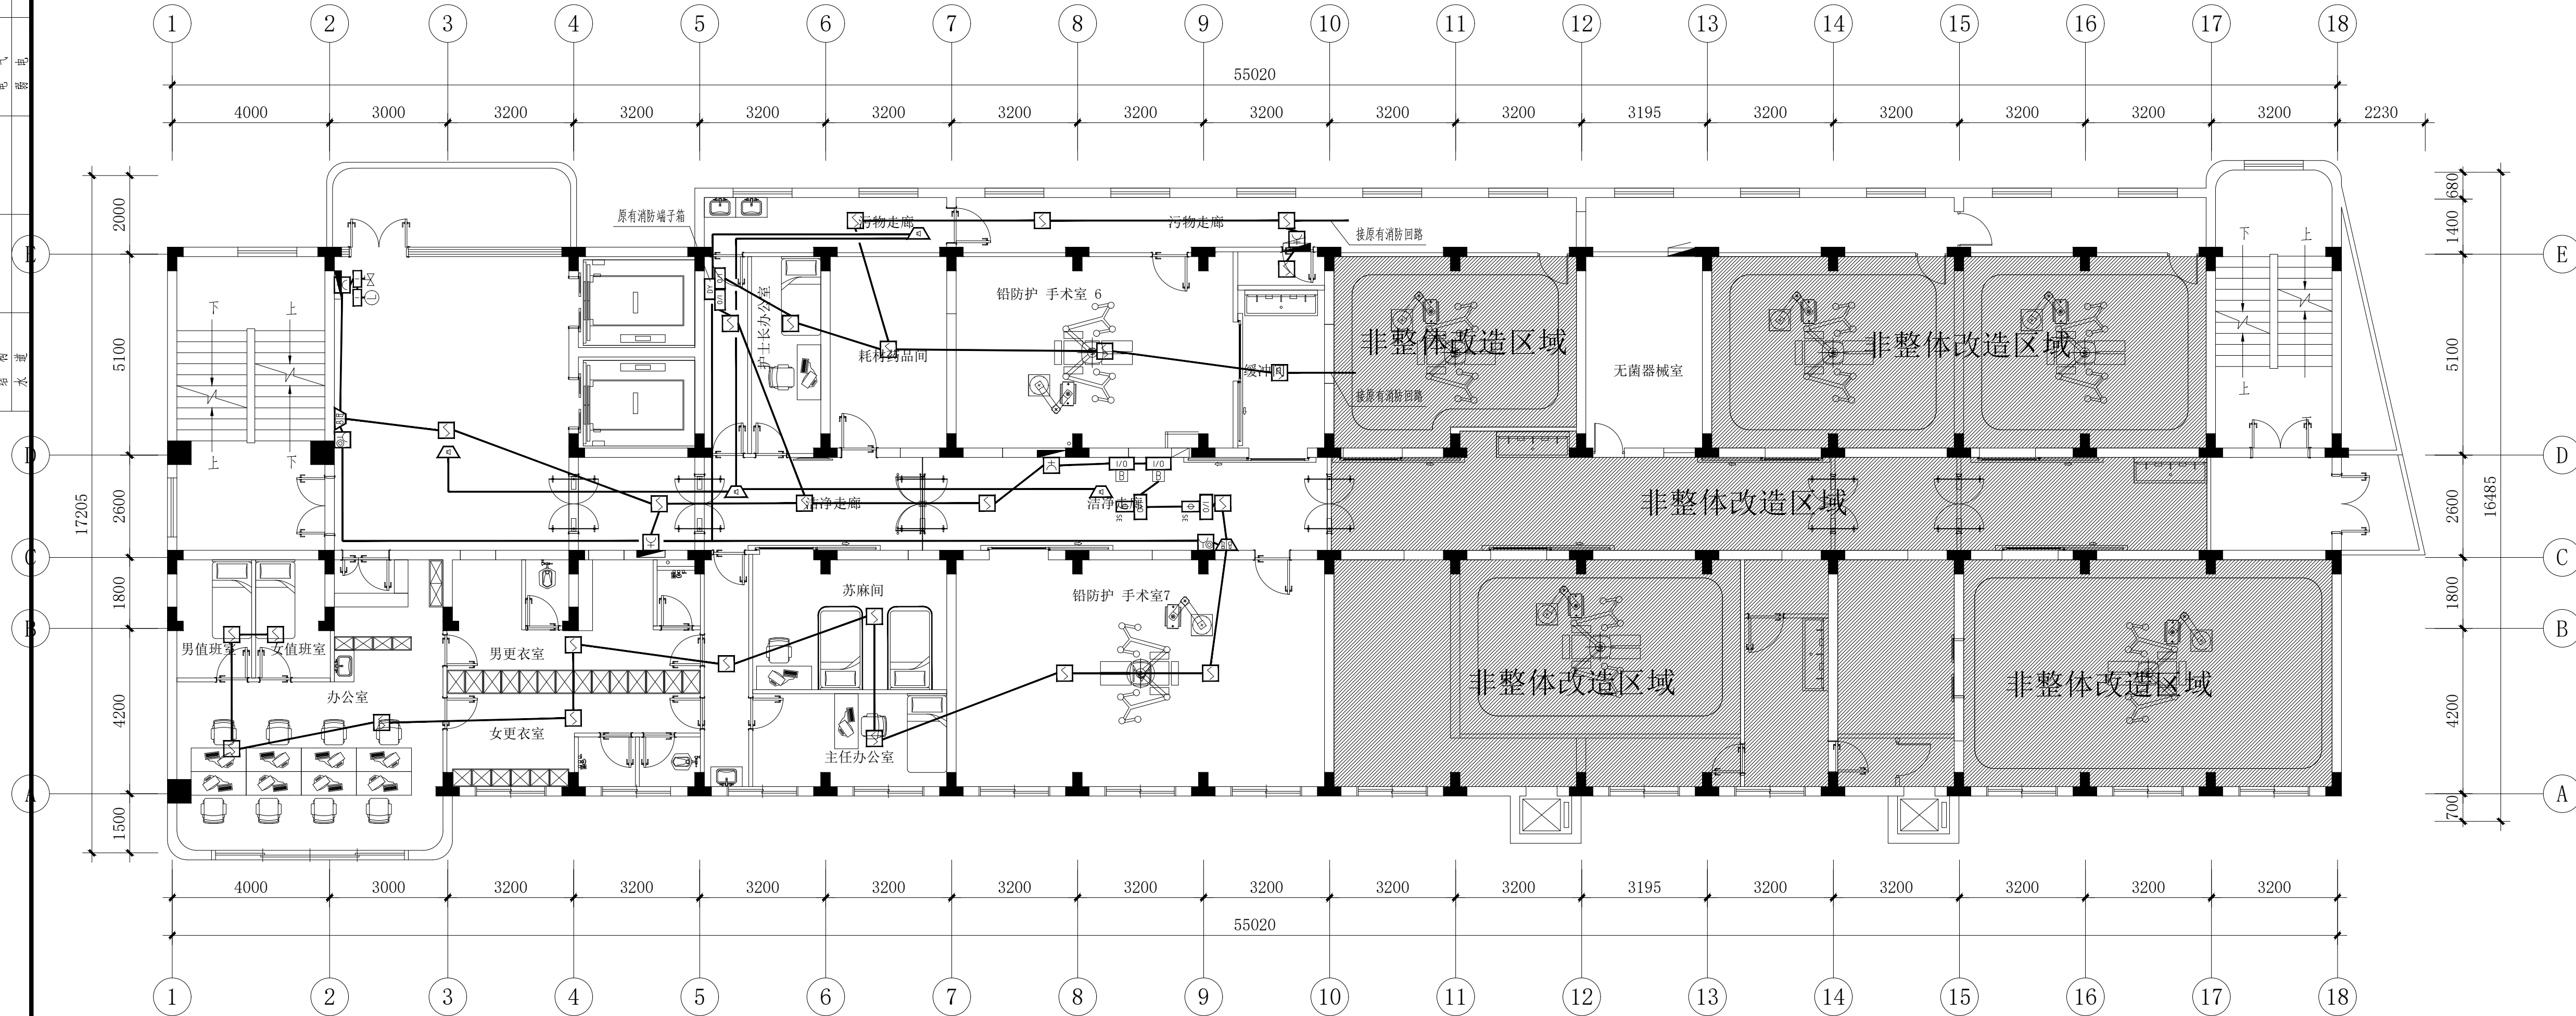 1 2 3 4 5 6 7 8 9 10 11 12 13 14 15 16 17 18
55020
4000 3000 3200 3200 3200 3200 3200 3200 3200 3200 3200 3195 3200 3200 3200 3200 3200 2230
电 气
电
弱
给
水
道
17205
2000
5100
2600
1800
4200
1500
E
D
C
B
A
原有消防端子箱
污物走廊
污物走廊
接原有消防回路
下 上
下 上
护士长办公室
铅防护 手术室 6
耗材药品间
缓冲间
接原有消防回路
非整体改造区域
无菌器械室
非整体改造区域
上 下
上 下
I/O
I/O
I/O
I/O
B
B
I/O
I/O
SE
SE
洁净走廊
洁净走廊
非整体改造区域
苏麻间
铅防护 手术室7
男值班室
女值班室
男更衣室
办公室
女更衣室
主任办公室
非整体改造区域
非整体改造区域
680
1400
5100
2600
1800
4200
700
16485
E
D
C
B
A
4000 3000 3200 3200 3200 3200 3200 3200 3200 3200 3200 3195 3200 3200 3200 3200 3200
55020
1 2 3 4 5 6 7 8 9 10 11 12 13 14 15 16 17 18